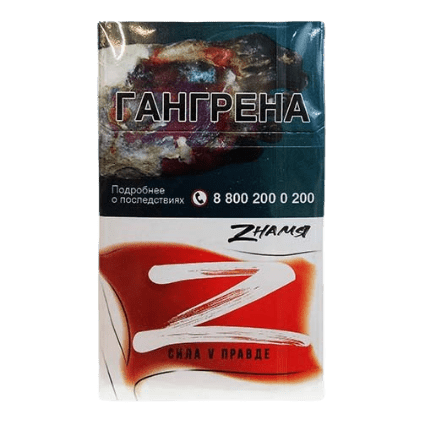 ГАНГРЕНА
Подробнее
о последствиях 8 800 200 0 200
ZНАМЯ
Z
СИЛА V ПРАВДЕ